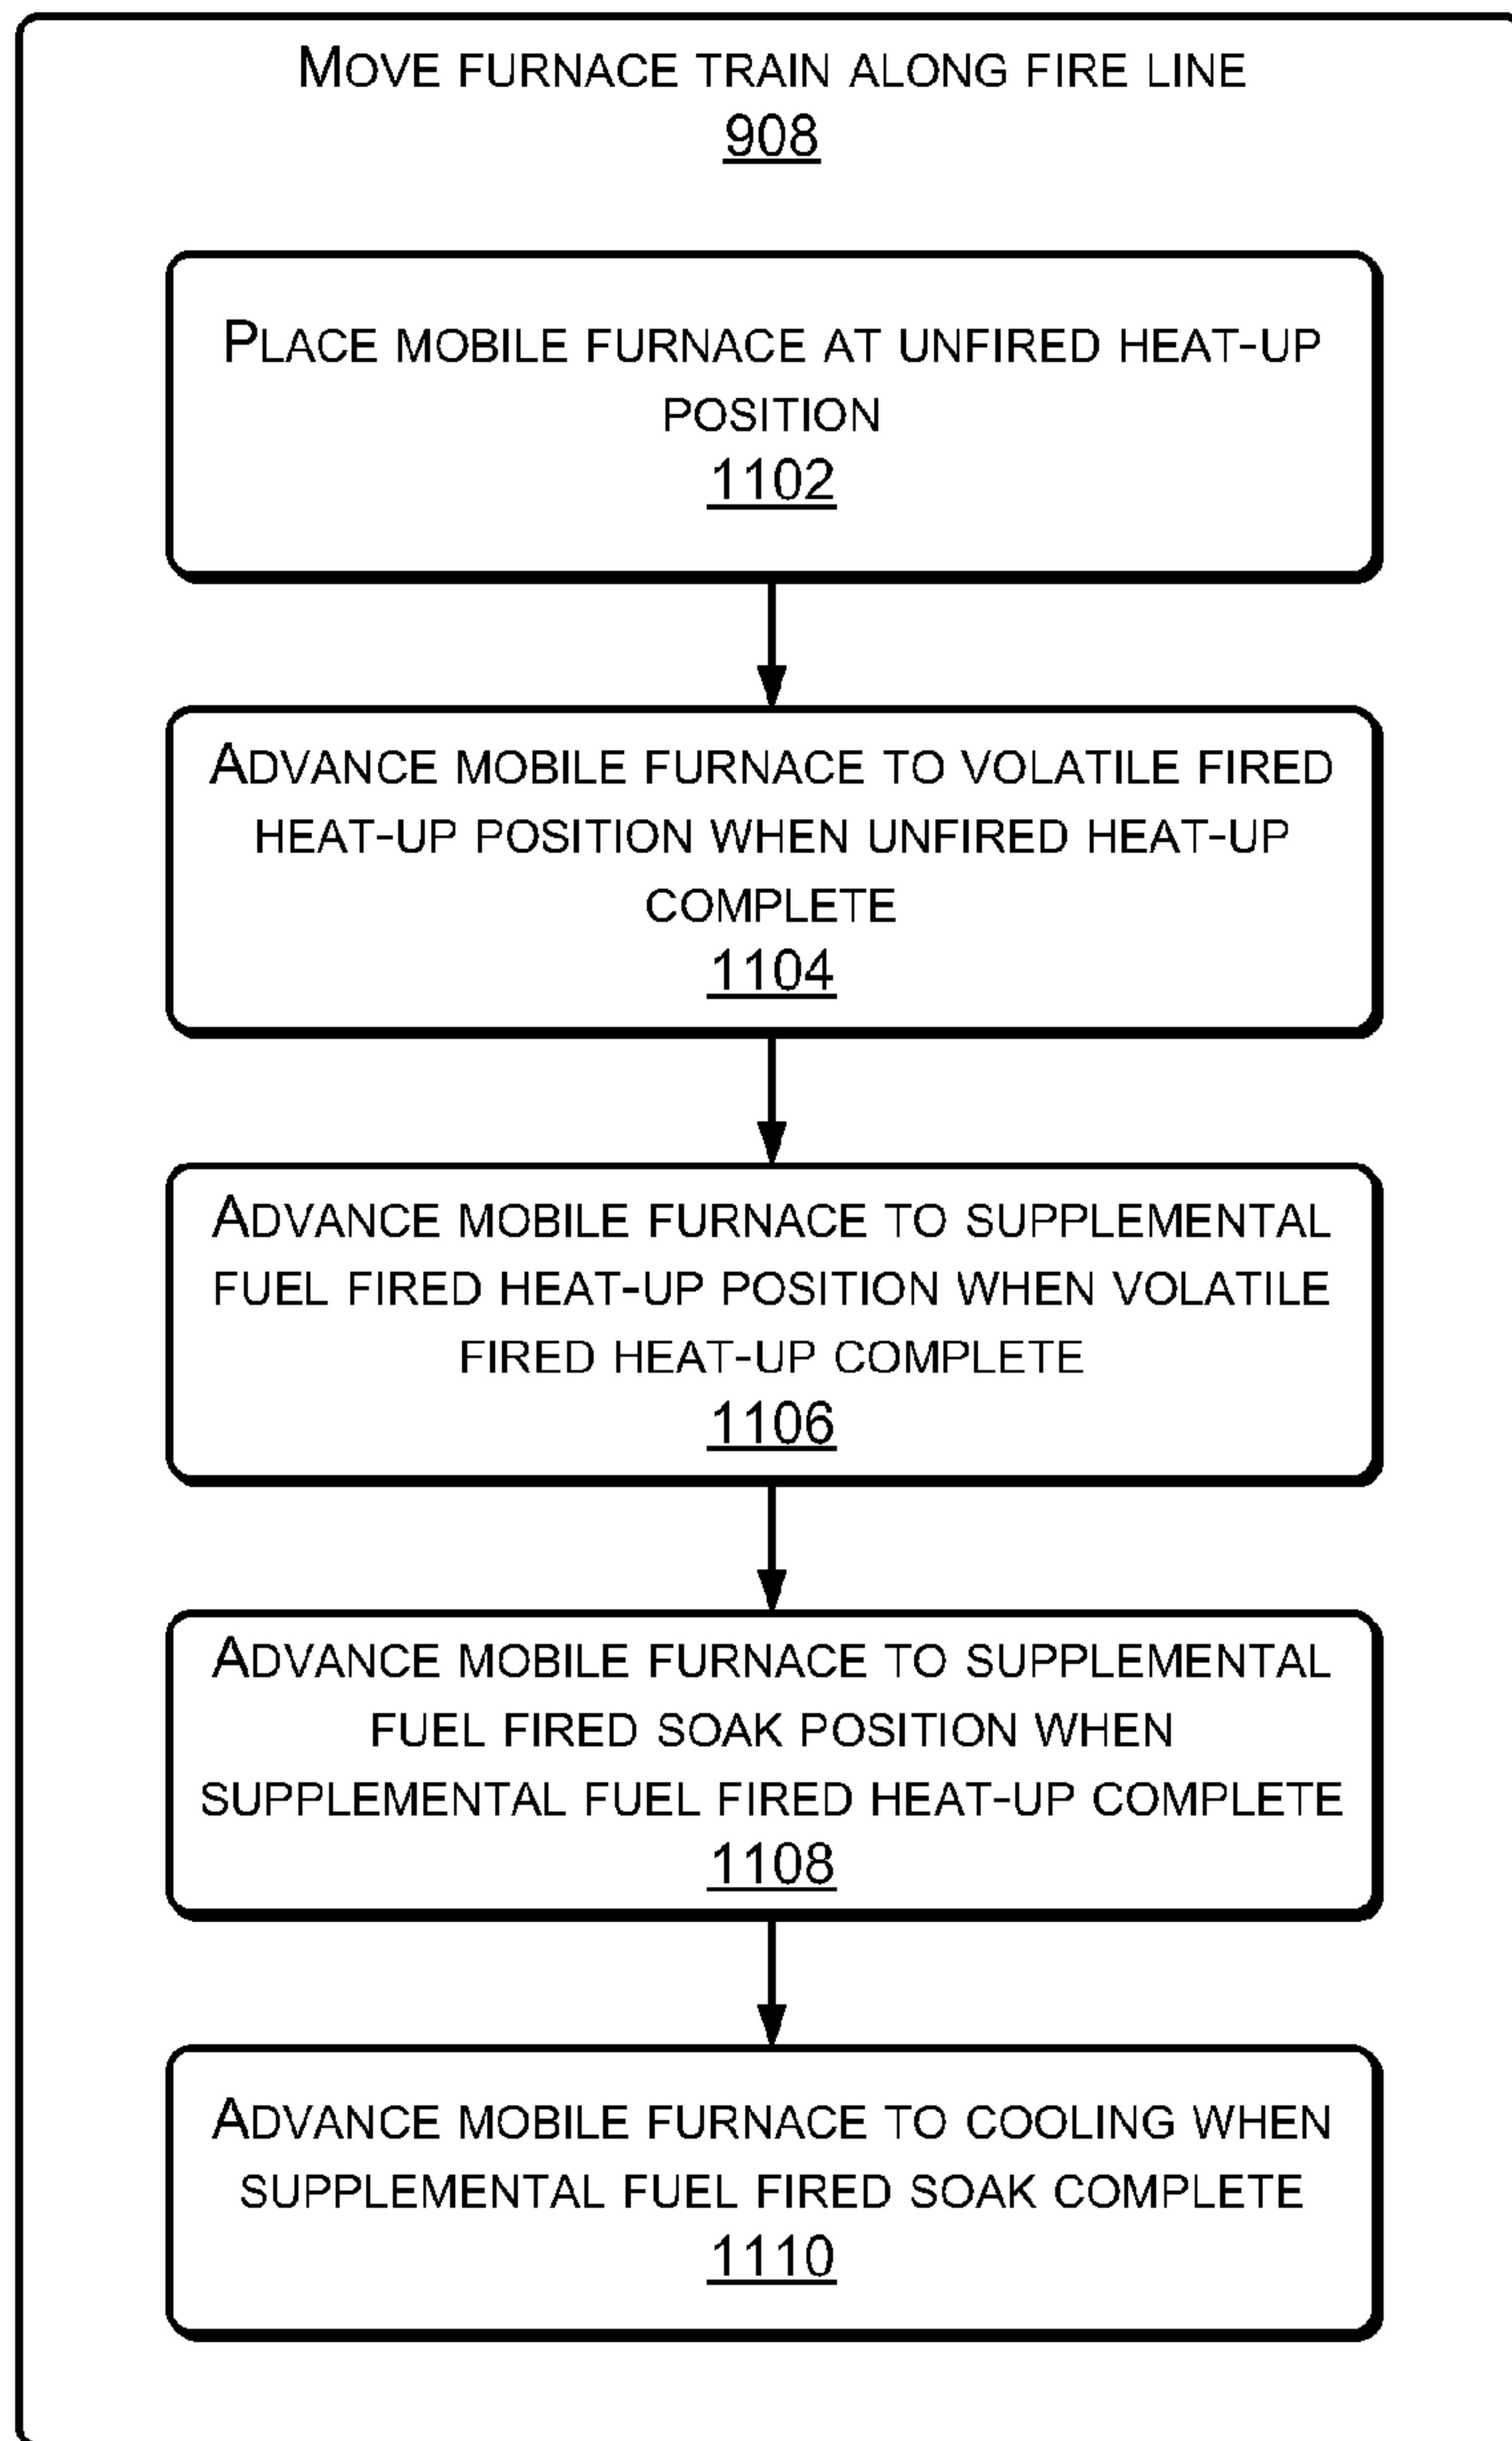 MOVE FURNACE TRAIN ALONG FIRE LINE
908
PLACE MOBILE FURNACE AT UNFIRED HEAT-UP
POSITION
1102
ADVANCE MOBILE FURNACE TO VOLATILE FIRED
HEAT-UP POSITION WHEN UNFIRED HEAT-UP
COMPLETE
1104
ADVANCE MOBILE FURNACE TO SUPPLEMENTAL
FUEL FIRED HEAT-UP POSITION WHEN VOLATILE
FIRED HEAT-UP COMPLETE
1106
ADVANCE MOBILE FURNACE TO SUPPLEMENTAL
FUEL FIRED SOAK POSITION WHEN
SUPPLEMENTAL FUEL FIRED HEAT-UP COMPLETE
1108
ADVANCE MOBILE FURNACE TO COOLING WHEN
SUPPLEMENTAL FUEL FIRED SOAK COMPLETE
1110